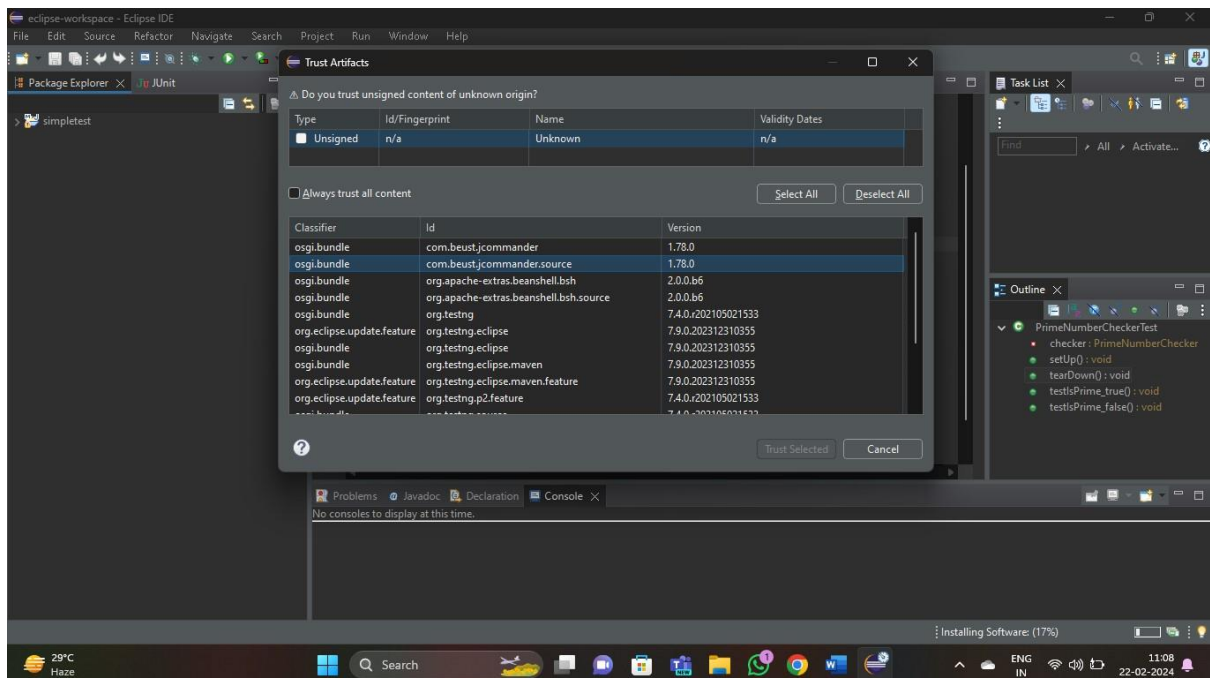 eclipse-workspace - Eclipse IDE
File Edit Source Refactor Navigate Search Project Run Window Help
Package Explorer
JUnit
simpletest
Trust Artifacts
Do you trust unsigned content of unknown origin?
Type Id/Fingerprint Name Validity Dates
Unsigned n/a Unknown n/a
Always trust all content
Select All Deselect All
Classifier Id Version
osgi.bundle com.beust.jcommander 1.78.0
osgi.bundle com.beust.jcommander.source 1.78.0
osgi.bundle org.apache-extras.beanshell.bsh 2.0.0.b6
osgi.bundle org.apache-extras.beanshell.bsh.source 2.0.0.b6
osgi.bundle org.testng 7.4.0.r202105021533
org.eclipse.update.feature org.testng.eclipse 7.9.0.202312310355
osgi.bundle org.testng.eclipse 7.9.0.202312310355
osgi.bundle org.testng.eclipse.maven 7.9.0.202312310355
org.eclipse.update.feature org.testng.eclipse.maven.feature 7.9.0.202312310355
org.eclipse.update.feature org.testng.p2.feature 7.4.0.r202105021533
Trust Selected Cancel
Task List
Find All Activate...
Outline
PrimeNumberCheckerTest
checker : PrimeNumberChecker
setUp() : void
tearDown() : void
testIsPrime_true() : void
testIsPrime_false() : void
Problems Javadoc Declaration Console
No consoles to display at this time.
Installing Software: (17%)
29°C
Haze
Search
1
ENG
IN
11:08
22-02-2024